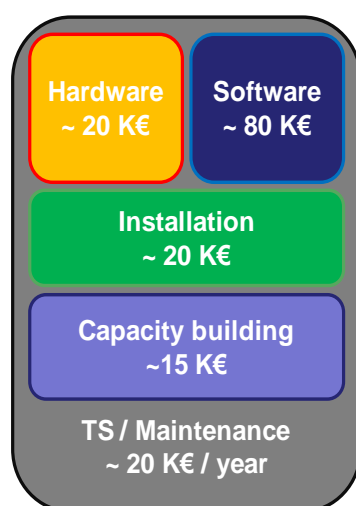 Hardware
~ 20 K€
Software
~ 80 K€
Installation
~ 20 K€
Capacity building
~15 K€
TS / Maintenance
~ 20 K€ / year